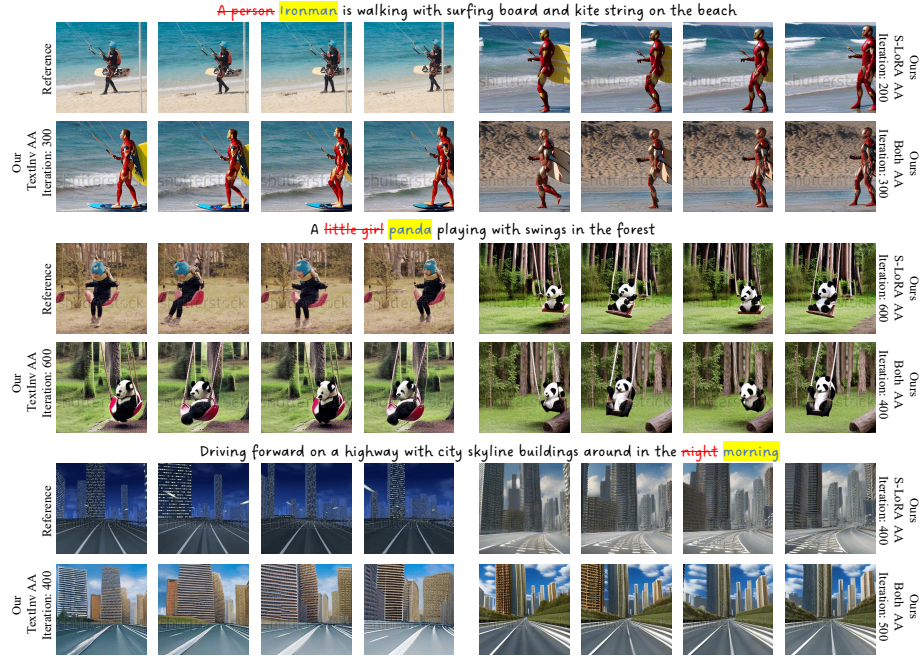 A person Ironman is walking with surfing board and kite string on the beach
Reference
Ours
S-LoRA AA
Iteration: 200
Our
TextInv AA
Iteration: 300
Ours
Both AA
Iteration: 300
A little girl panda playing with swings in the forest
Reference
Ours
S-LoRA AA
Iteration: 600
Our
TextInv AA
Iteration: 600
Ours
Both AA
Iteration: 400
Driving forward on a highway with city skyline buildings around in the night morning
Reference
Ours
S-LoRA AA
Iteration: 400
Our
TextInv AA
Iteration: 400
Ours
Both AA
Iteration: 500